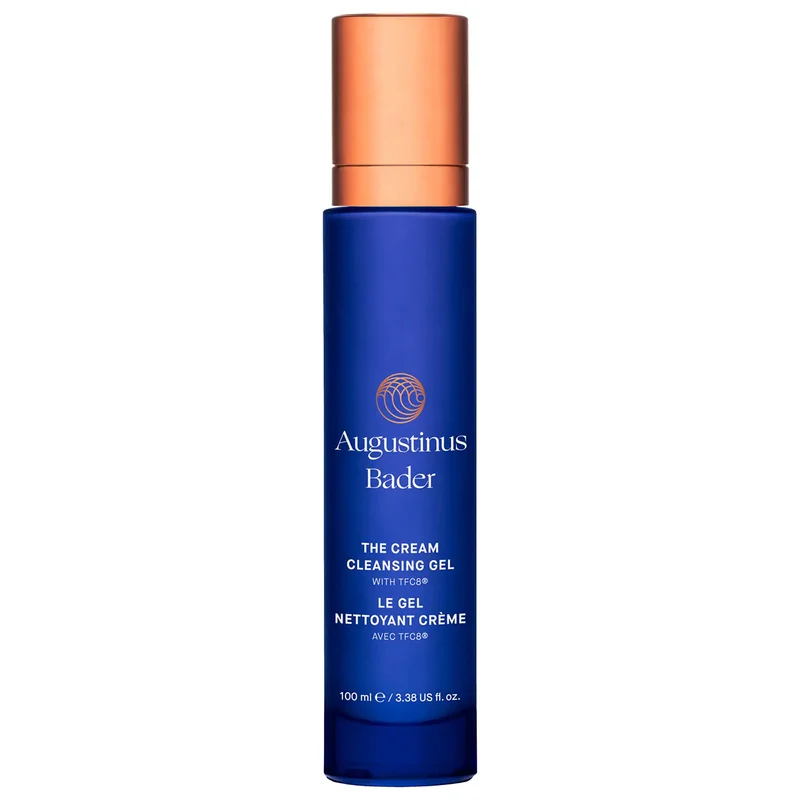 Augustinus
Bader
THE CREAM
CLEANSING GEL
WITH TFC8®
LE GEL
NETTOYANT CRÈME
AVEC TFC8®
100 ml ℮ / 3.38 US fl. oz.